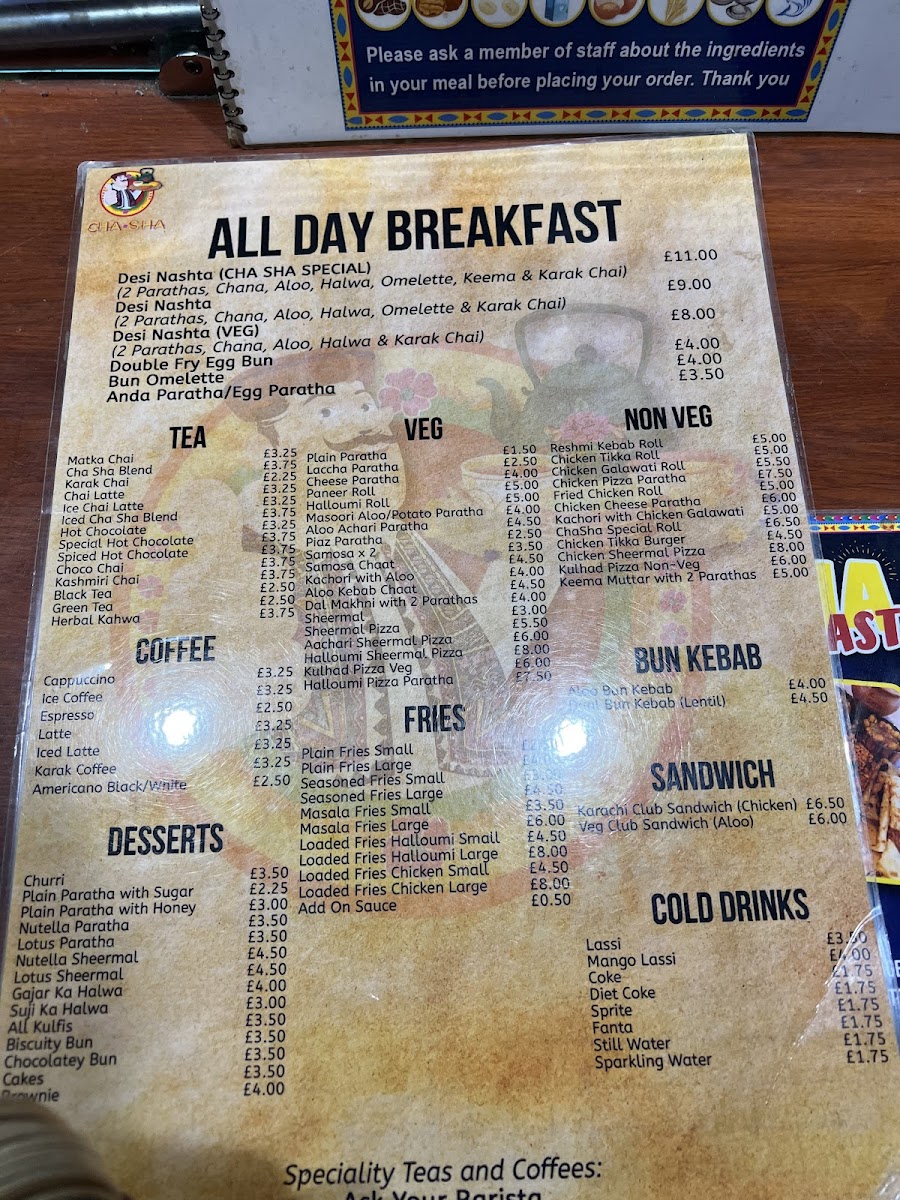 Please ask a member of staff about the ingredients
in your meal before placing your order. Thank you
CHA SHA
ALL DAY BREAKFAST
Desi Nashta (CHA SHA SPECIAL) £11.00
(2 Parathas, Chana, Aloo, Halwa, Omelette, Keema & Karak Chai)
Desi Nashta £9.00
(2 Parathas, Chana, Aloo, Halwa, Omelette & Karak Chai)
Desi Nashta (VEG) £8.00
(2 Parathas, Chana, Aloo, Halwa & Karak Chai)
Double Fry Egg Bun £4.00
Bun Omelette £4.00
Anda Paratha/Egg Paratha £3.50
TEA
Matka Chai £3.25
Cha Sha Blend £3.75
Karak Chai £2.25
Chai Latte £3.25
Ice Chai Latte £3.25
Iced Cha Sha Blend £3.75
Hot Chocolate £3.25
Special Hot Chocolate £3.75
Spiced Hot Chocolate £3.75
Choco Chai £3.75
Kashmiri Chai £3.75
Black Tea £2.50
Green Tea £2.50
Herbal Kahwa £3.75
COFFEE
Cappuccino £3.25
Ice Coffee £3.25
Espresso £2.50
Latte £3.25
Iced Latte £3.25
Karak Coffee £3.25
Americano Black/White £2.50
DESSERTS
Churri £3.50
Plain Paratha with Sugar £2.25
Plain Paratha with Honey £3.00
Nutella Paratha £3.50
Lotus Paratha £3.50
Nutella Sheermal £4.50
Lotus Sheermal £4.50
Gajar Ka Halwa £4.00
Suji Ka Halwa £3.00
All Kulfis £3.50
Biscuity Bun £3.50
Chocolatey Bun £3.50
Cakes £3.50
Brownie £4.00
VEG
Plain Paratha £1.50
Laccha Paratha £2.50
Cheese Paratha £4.00
Paneer Roll £5.00
Halloumi Roll £5.00
Masoori Aloo/Potato Paratha £4.00
Aloo Achari Paratha £4.50
Piaz Paratha £2.50
Samosa x 2 £3.50
Samosa Chaat £4.50
Kachori with Aloo £4.00
Aloo Kebab Chaat £4.50
Dal Makhni with 2 Parathas £4.00
Sheermal £3.00
Sheermal Pizza £5.50
Aachari Sheermal Pizza £6.00
Halloumi Sheermal Pizza £8.00
Kulhad Pizza Veg £6.00
Halloumi Pizza Paratha £7.50
FRIES
Plain Fries Small
Plain Fries Large £4.00
Seasoned Fries Small £3.00
Seasoned Fries Large £4.50
Masala Fries Small £3.50
Masala Fries Large £6.00
Loaded Fries Halloumi Small £4.50
Loaded Fries Halloumi Large £8.00
Loaded Fries Chicken Small £4.50
Loaded Fries Chicken Large £8.00
Add On Sauce £0.50
NON VEG
Reshmi Kebab Roll £5.00
Chicken Tikka Roll £5.00
Chicken Galawati Roll £5.50
Chicken Pizza Paratha £7.50
Fried Chicken Roll £5.00
Chicken Cheese Paratha £6.00
Kachori with Chicken Galawati £5.00
ChaSha Special Roll £6.50
Chicken Tikka Burger £4.50
Chicken Sheermal Pizza £8.00
Kulhad Pizza Non-Veg £6.00
Keema Muttar with 2 Parathas £5.00
BUN KEBAB
Aloo Bun Kebab £4.00
Bun Kebab (Lentil) £4.50
SANDWICH
Karachi Club Sandwich (Chicken) £6.50
Veg Club Sandwich (Aloo) £6.00
COLD DRINKS
Lassi £3.50
Mango Lassi £4.00
Coke £1.75
Diet Coke £1.75
Sprite £1.75
Fanta £1.75
Still Water £1.75
Sparkling Water £1.75
Speciality Teas and Coffees:
Ask Your Barista